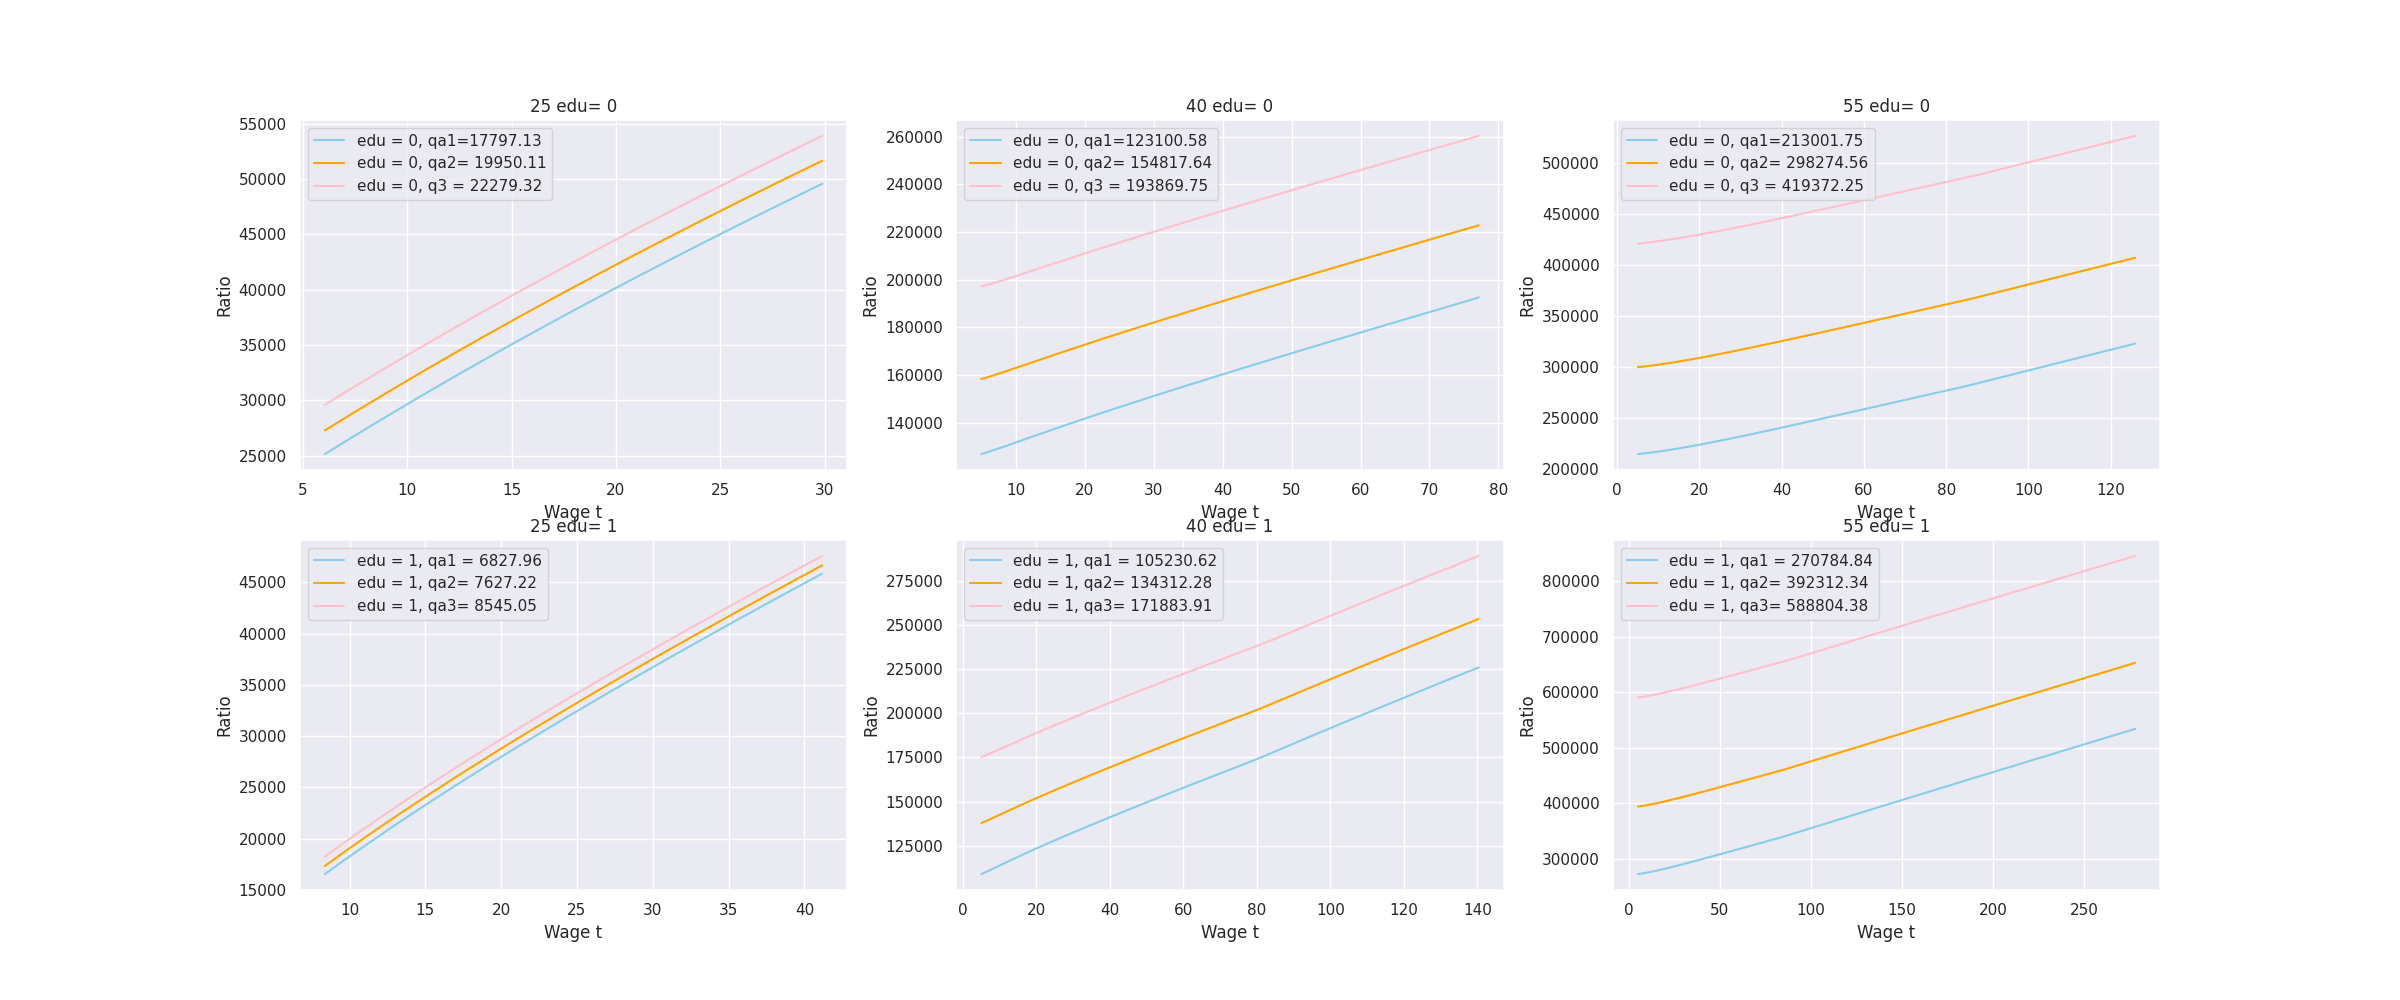 25 edu= 0
55000
50000
45000
40000
35000
30000
25000
Ratio
edu = 0, qa1=17797.13
edu = 0, qa2= 19950.11
edu = 0, q3 = 22279.32
5 10 15 20 25 30
Wage t
40 edu= 0
260000
240000
220000
200000
180000
160000
140000
Ratio
edu = 0, qa1=123100.58
edu = 0, qa2= 154817.64
edu = 0, q3 = 193869.75
10 20 30 40 50 60 70 80
Wage t
55 edu= 0
500000
450000
400000
350000
300000
250000
200000
Ratio
edu = 0, qa1=213001.75
edu = 0, qa2= 298274.56
edu = 0, q3 = 419372.25
0 20 40 60 80 100 120
Wage t
25 edu= 1
45000
40000
35000
30000
25000
20000
15000
Ratio
edu = 1, qa1 = 6827.96
edu = 1, qa2= 7627.22
edu = 1, qa3= 8545.05
10 15 20 25 30 35 40
Wage t
40 edu= 1
275000
250000
225000
200000
175000
150000
125000
Ratio
edu = 1, qa1 = 105230.62
edu = 1, qa2= 134312.28
edu = 1, qa3= 171883.91
0 20 40 60 80 100 120 140
Wage t
55 edu= 1
800000
700000
600000
500000
400000
300000
Ratio
edu = 1, qa1 = 270784.84
edu = 1, qa2= 392312.34
edu = 1, qa3= 588804.38
0 50 100 150 200 250
Wage t